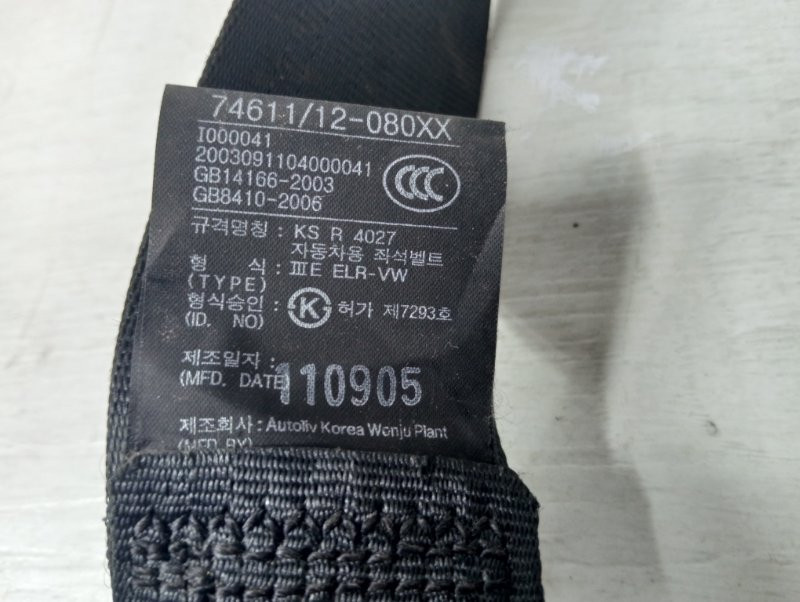 74611/12-080XX
I000041
2003091104000041
GB14166-2003
GB8410-2006
CCC
규격명칭 : KS R 4027
자동차용 좌석벨트
형 식 : ⅢE ELR-VW
(TYPE)
형식승인 : K 허가 제7293호
(ID. NO)
제조일자 :
(MFD. DATE) 110905
제조회사 : Autoliv Korea Wonju Plant
(MFD BY)